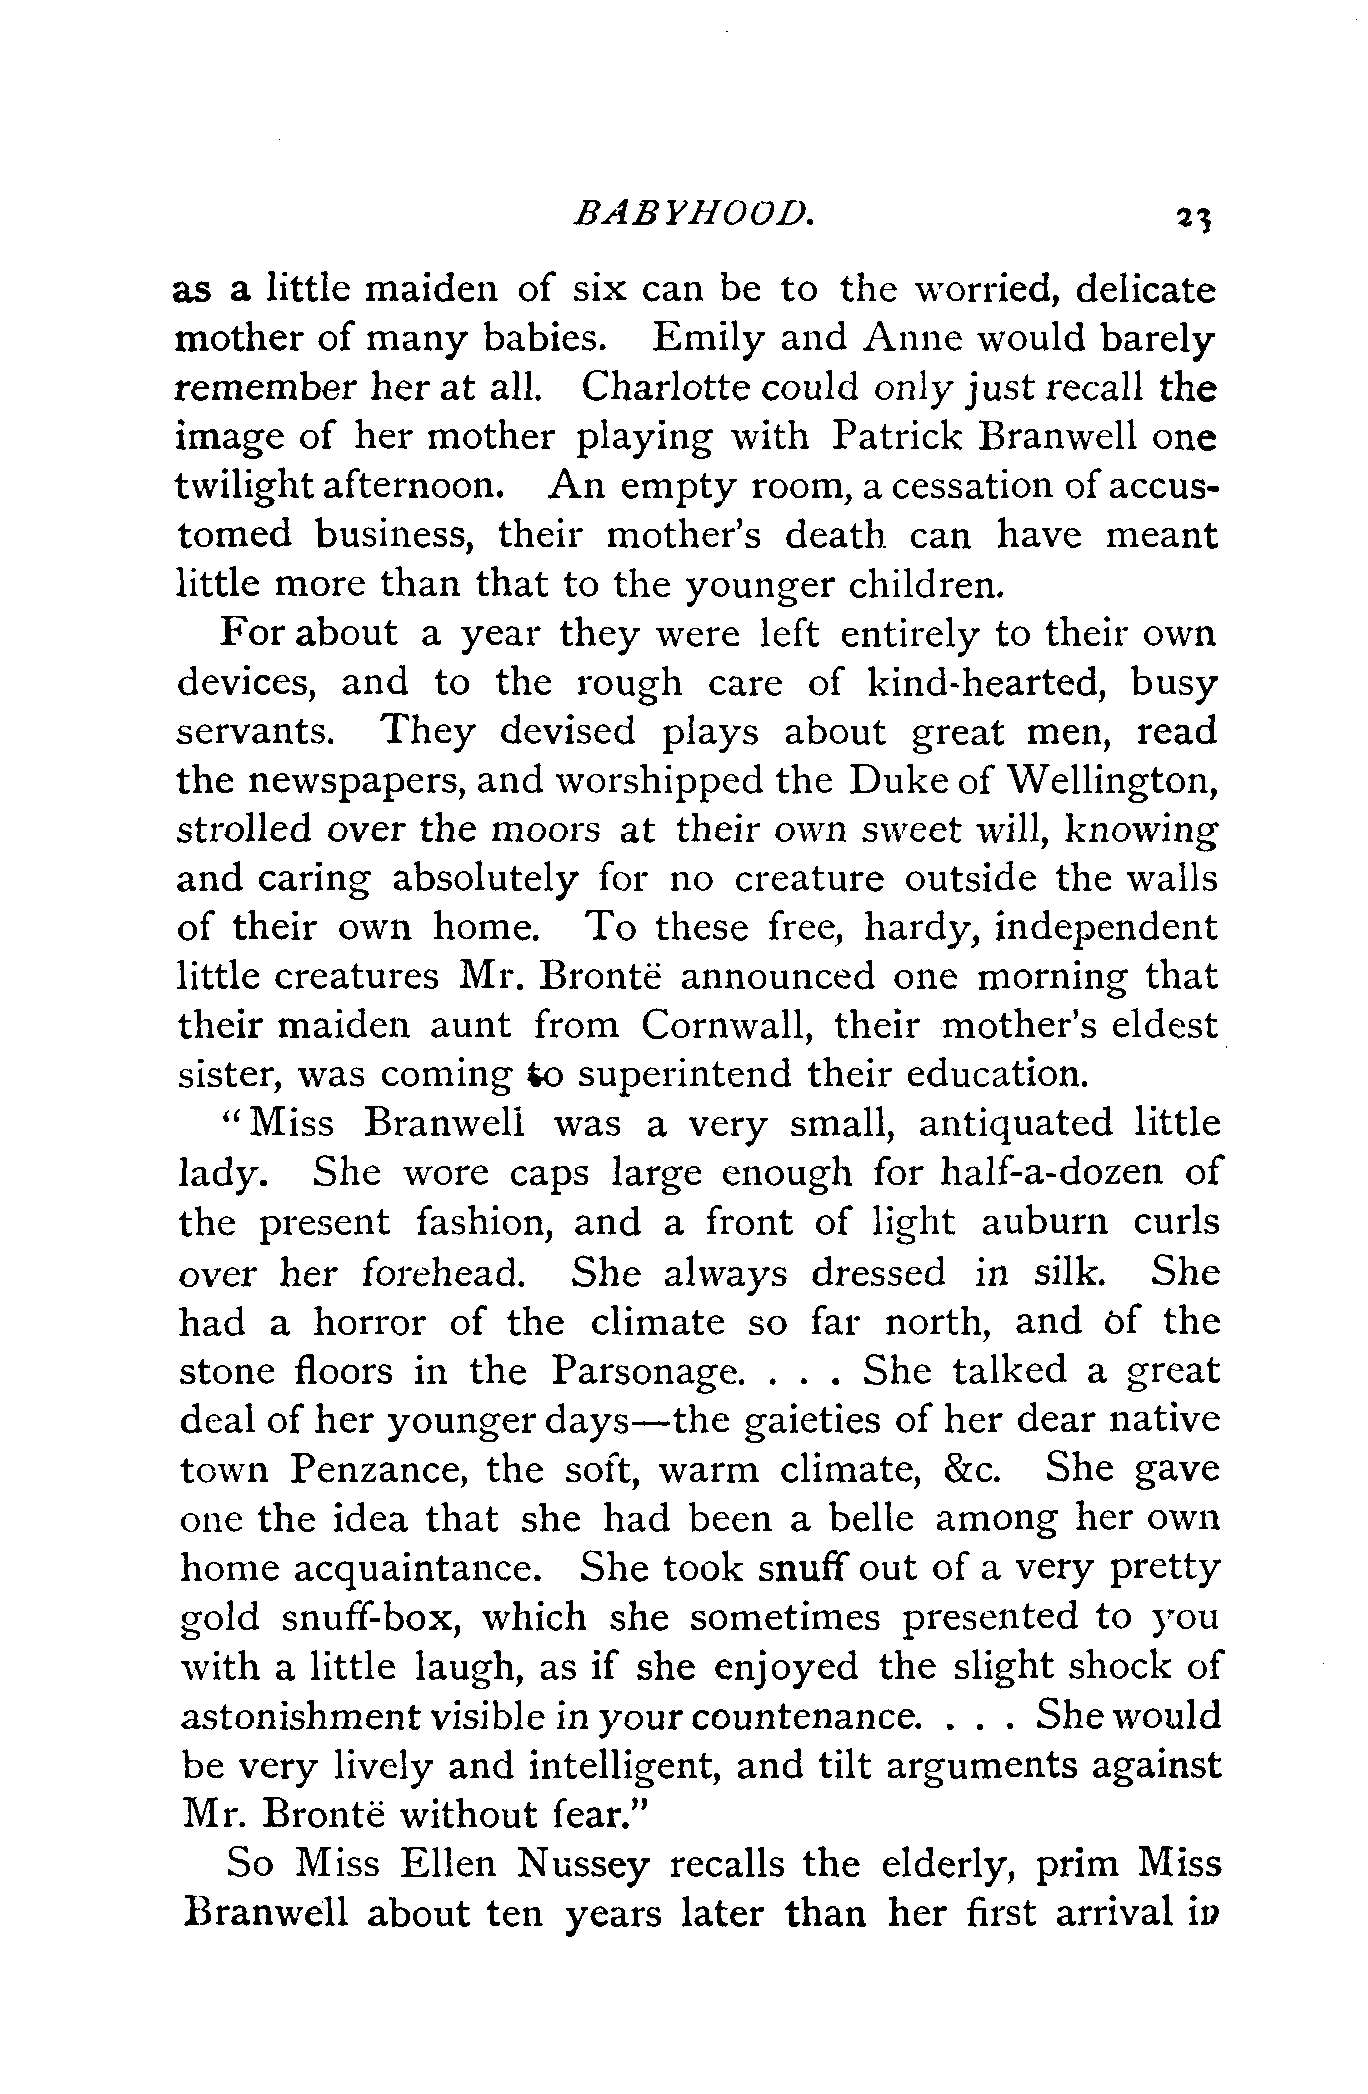 BABYHOOD. 23
as a little maiden of six can be to the worried, delicate
mother of many babies. Emily and Anne would barely
remember her at all. Charlotte could only just recall the
image of her mother playing with Patrick Branwell one
twilight afternoon. An empty room, a cessation of accus-
tomed business, their mother's death can have meant
little more than that to the younger children.
For about a year they were left entirely to their own
devices, and to the rough care of kind-hearted, busy
servants. They devised plays about great men, read
the newspapers, and worshipped the Duke of Wellington,
strolled over the moors at their own sweet will, knowing
and caring absolutely for no creature outside the walls
of their own home. To these free, hardy, independent
little creatures Mr. Brontë announced one morning that
their maiden aunt from Cornwall, their mother's eldest
sister, was coming to superintend their education.
"Miss Branwell was a very small, antiquated little
lady. She wore caps large enough for half-a-dozen of
the present fashion, and a front of light auburn curls
over her forehead. She always dressed in silk. She
had a horror of the climate so far north, and of the
stone floors in the Parsonage. . . . She talked a great
deal of her younger days—the gaieties of her dear native
town Penzance, the soft, warm climate, &c. She gave
one the idea that she had been a belle among her own
home acquaintance. She took snuff out of a very pretty
gold snuff-box, which she sometimes presented to you
with a little laugh, as if she enjoyed the slight shock of
astonishment visible in your countenance. . . . She would
be very lively and intelligent, and tilt arguments against
Mr. Brontë without fear."
So Miss Ellen Nussey recalls the elderly, prim Miss
Branwell about ten years later than her first arrival in